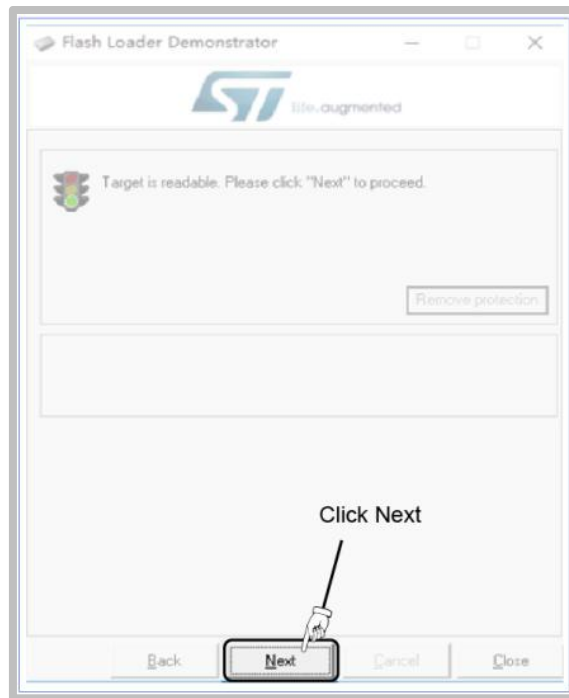 Flash Loader Demonstrator
ST life.augmented
Target is readable. Please click "Next" to proceed.
Remove protection
Click Next
Back Next Cancel Close